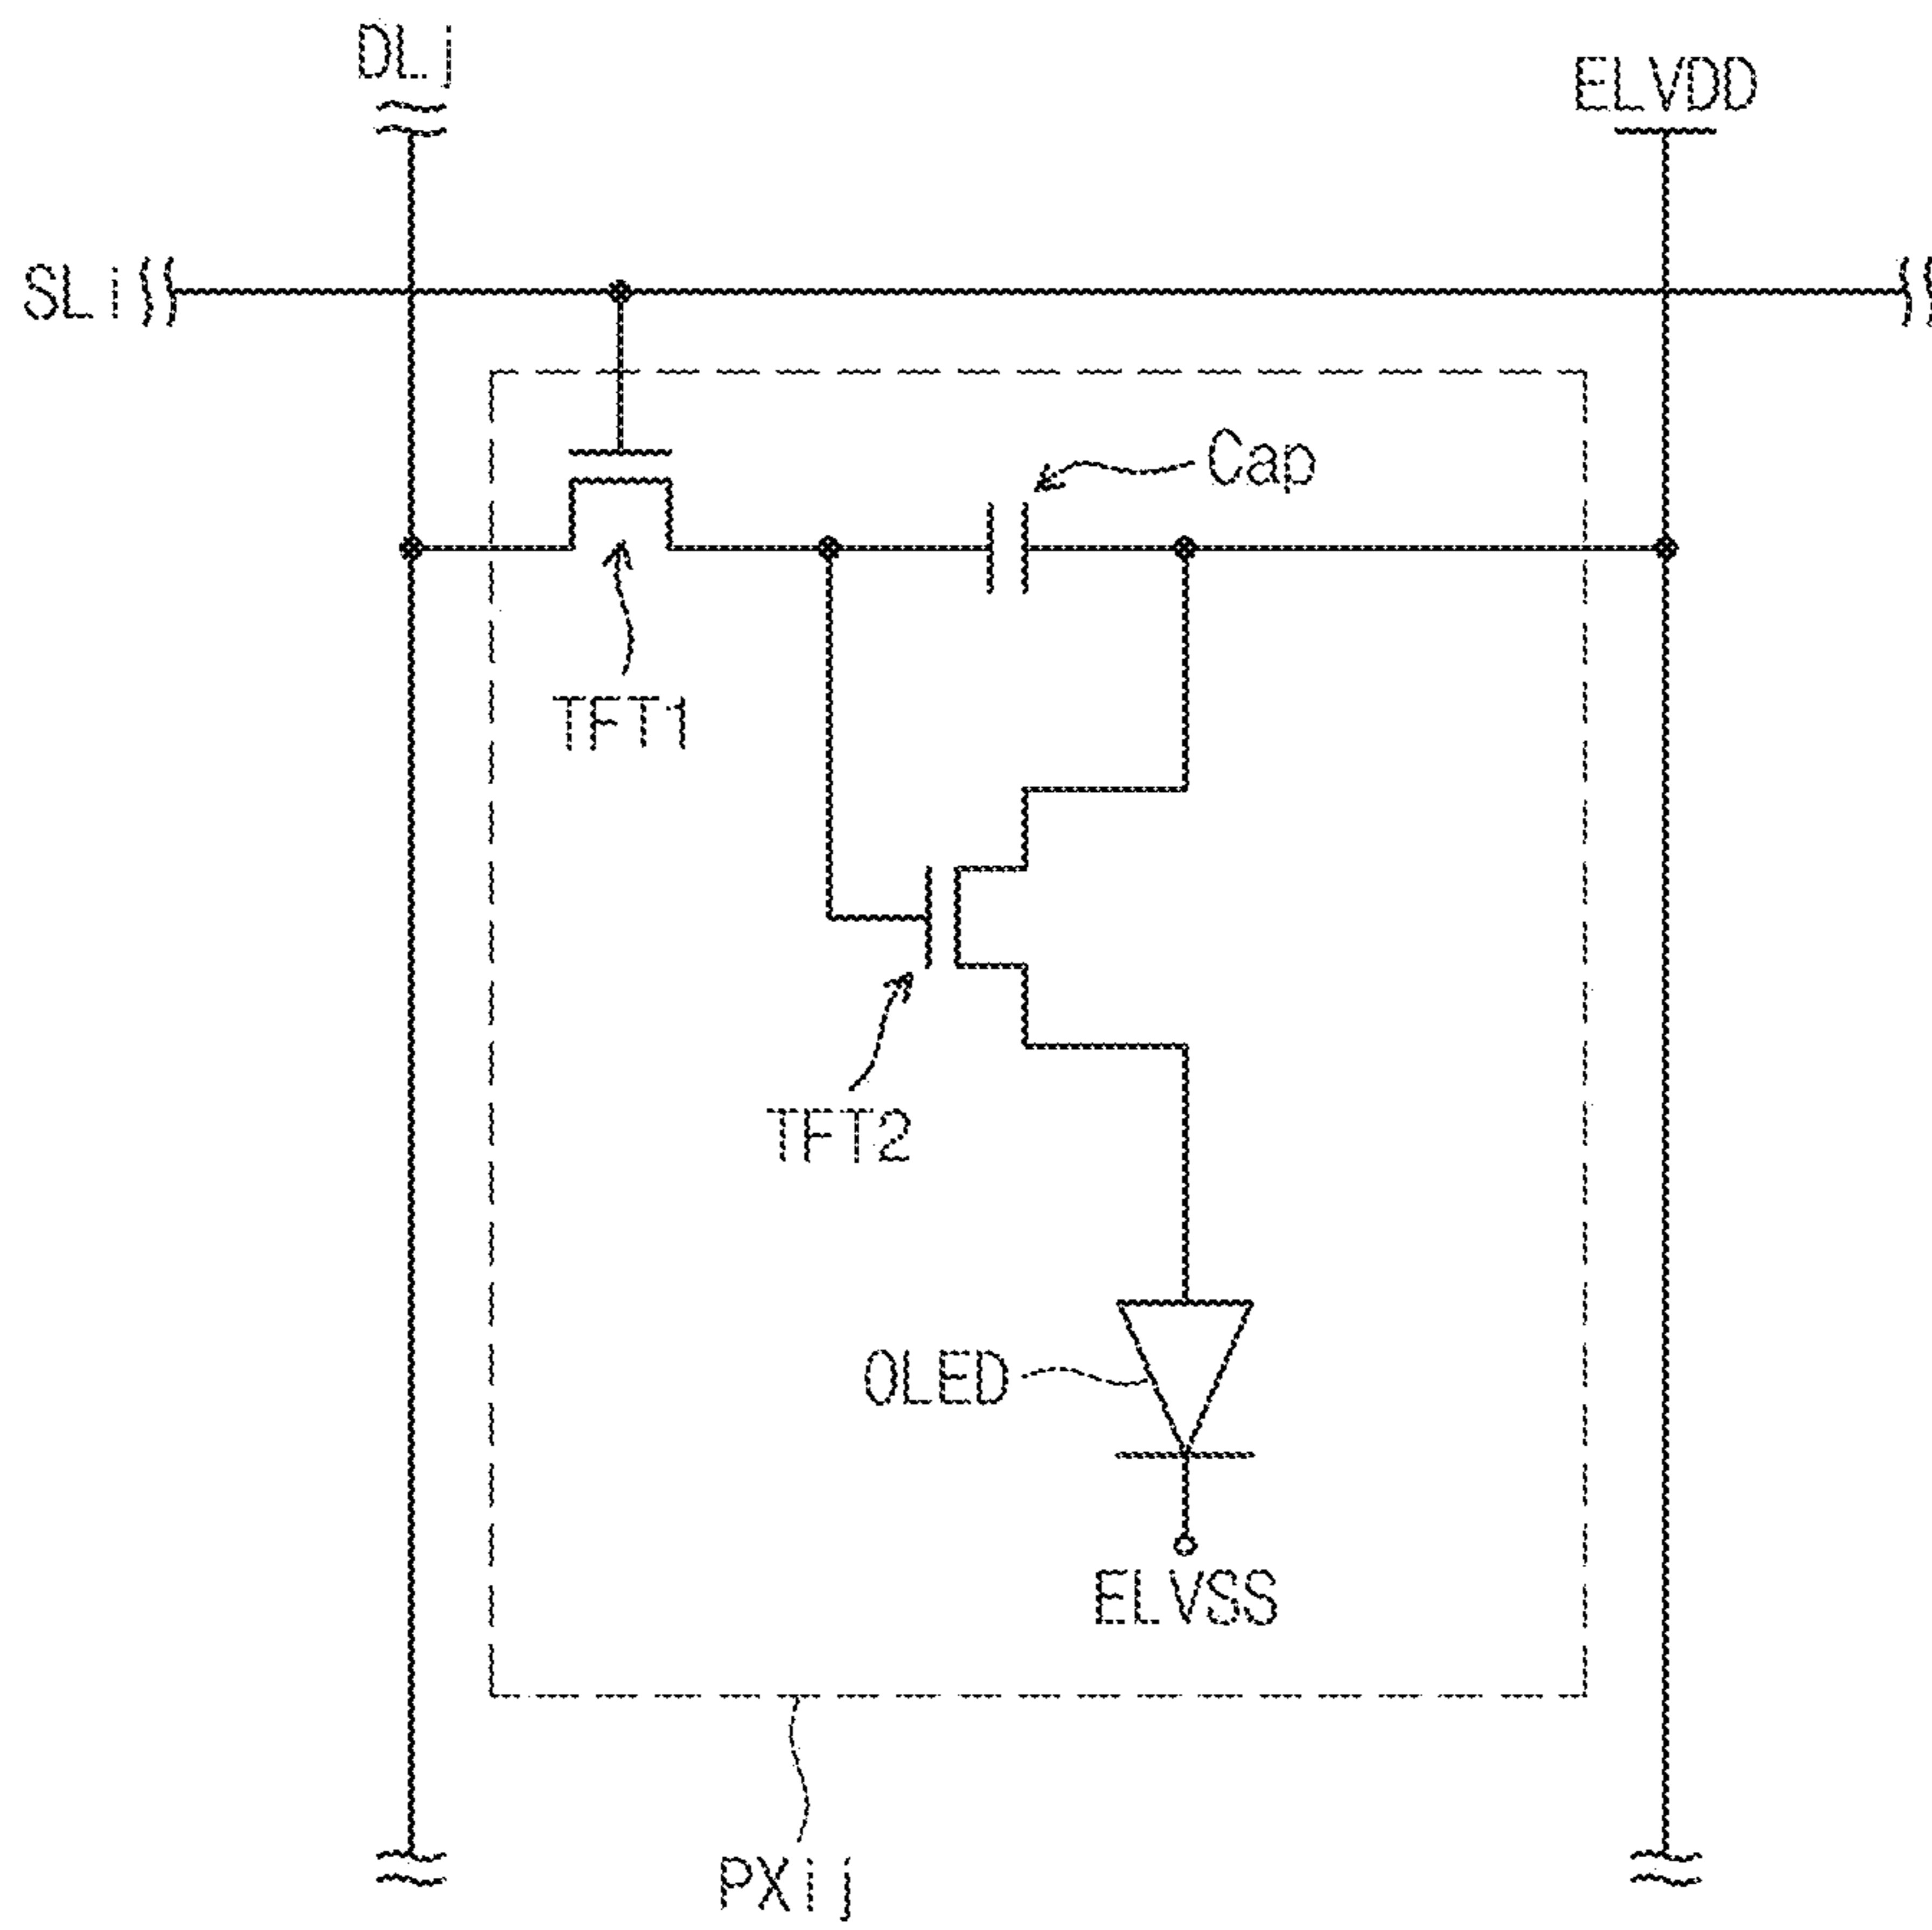 DLj
ELVDD
SLi
Cap
TFT1
TFT2
OLED
ELVSS
PXij